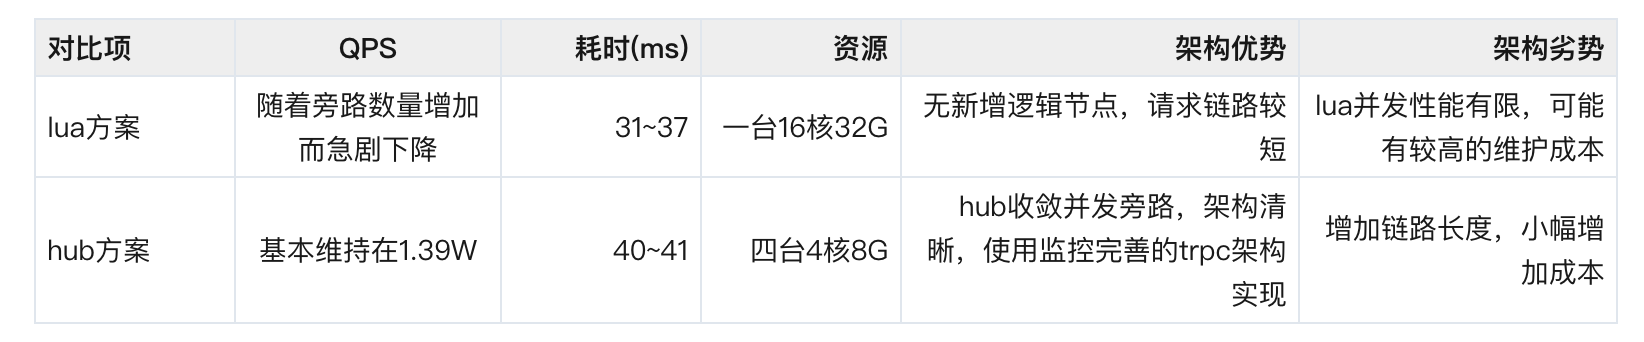 对比项 QPS 耗时(ms) 资源 架构优势 架构劣势
lua方案
随着旁路数量增加
而急剧下降
31~37
一台16核32G
无新增逻辑节点，请求链路较
短
lua并发性能有限，可能
有较高的维护成本
hub方案
基本维持在1.39W
40~41
四台4核8G
hub收敛并发旁路，架构清
晰，使用监控完善的trpc架构
实现
增加链路长度，小幅增
加成本